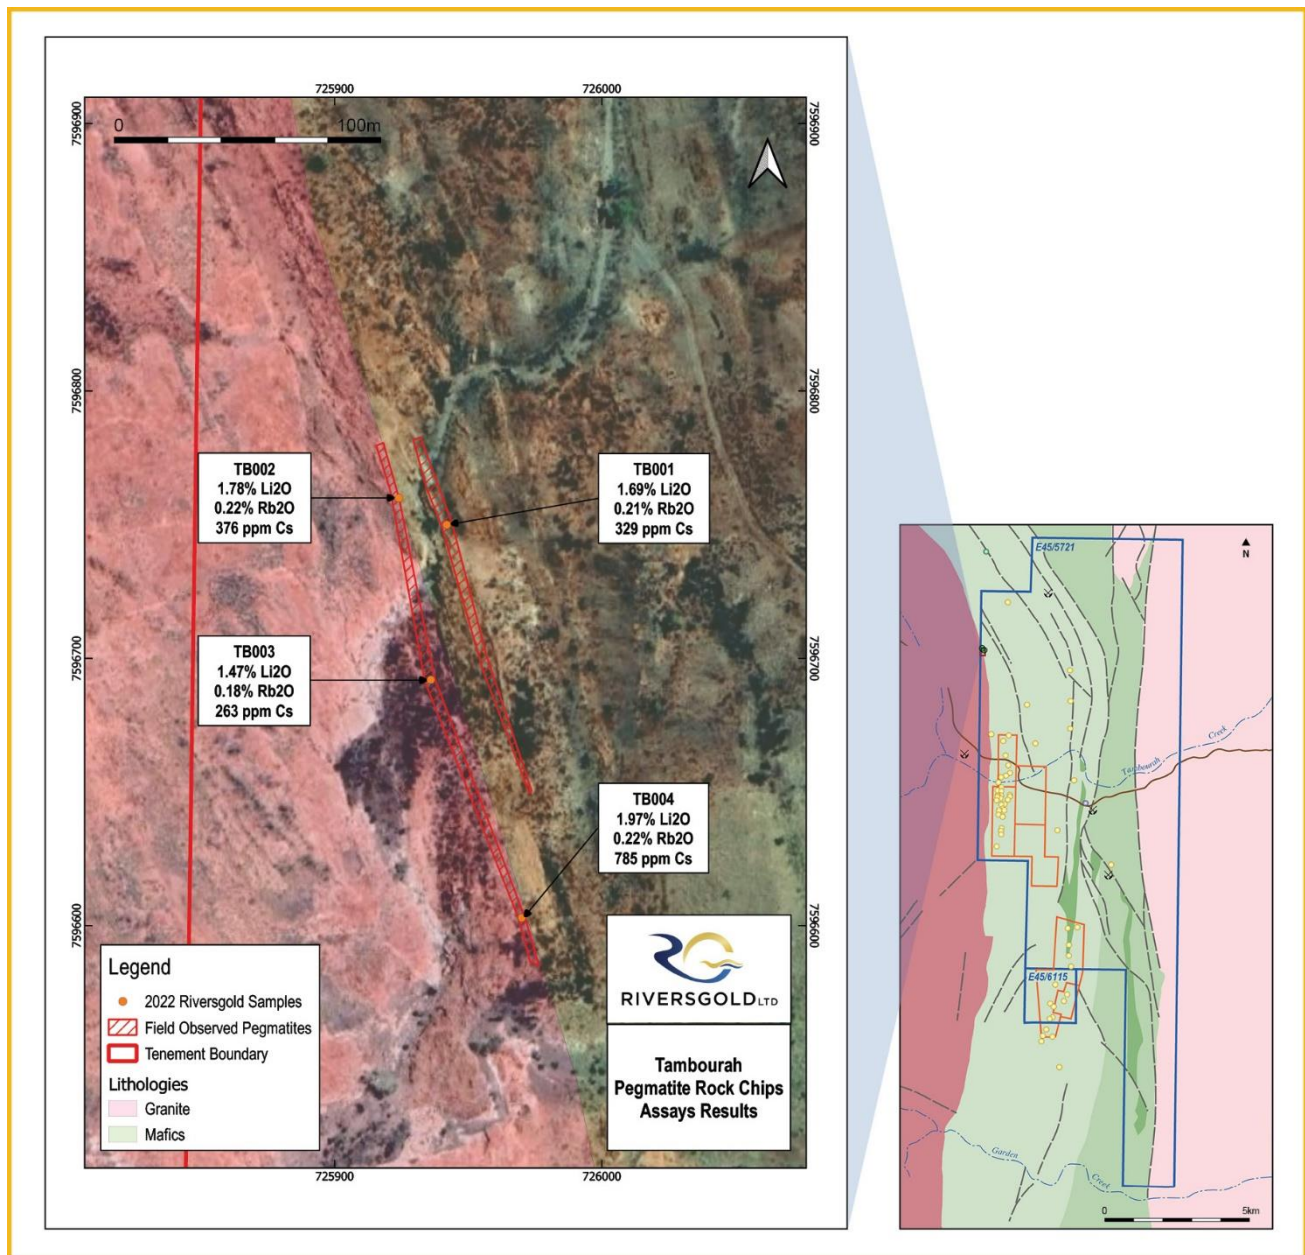 725900
726000
7596900
7596900
0
100m
7596800
7596800
TB002
1.78% Li2O
0.22% Rb2O
376 ppm Cs
TB001
1.69% Li2O
0.21% Rb2O
329 ppm Cs
TB003
1.47% Li2O
0.18% Rb2O
263 ppm Cs
7596700
7596700
TB004
1.97% Li2O
0.22% Rb2O
785 ppm Cs
7596600
7596600
Legend
2022 Riversgold Samples
Field Observed Pegmatites
Tenement Boundary
Lithologies
Granite
Mafics
RIVERSGOLD LTD
Tambourah
Pegmatite Rock Chips
Assays Results
725900
726000
E45/5721
N
Tambourah
Creek
E45/6115
Garden
Creek
0
5km